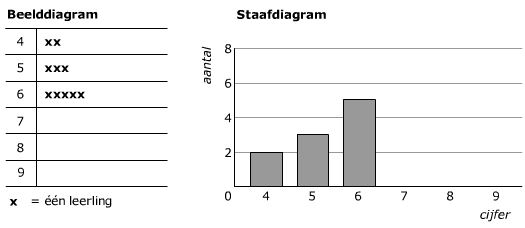 Beelddiagram
4 xx
5 xxx
6 xxxxx
7
8
9
x = één leerling
Staafdiagram
aantal
8
6
4
2
0 4 5 6 7 8 9
cijfer